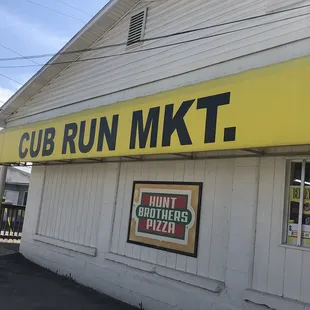 CUB RUN MKT.
HUNT
BROTHERS
PIZZA